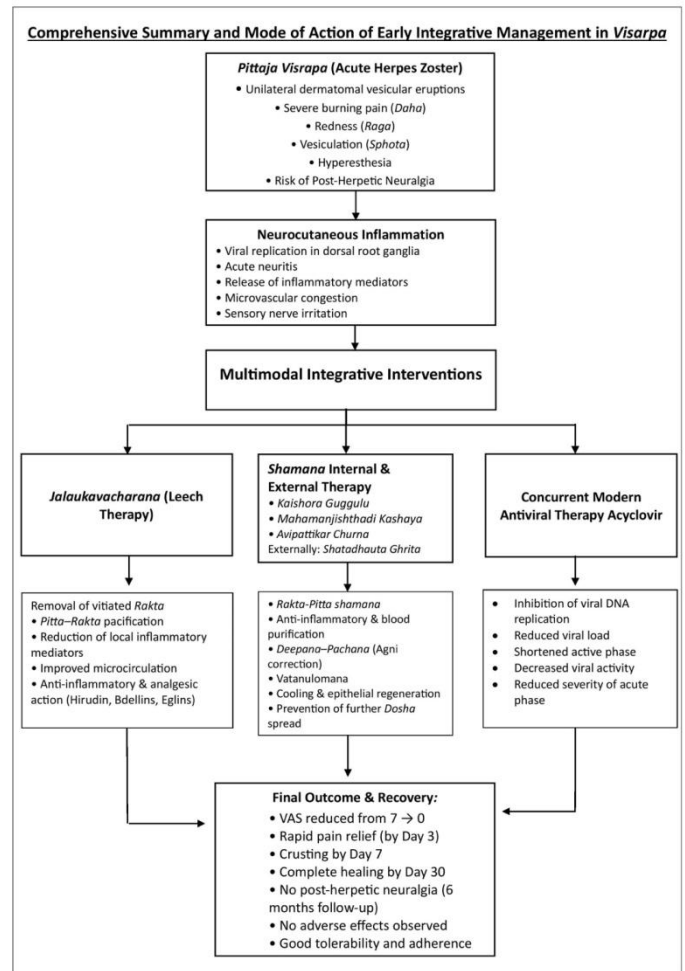 Comprehensive Summary and Mode of Action of Early Integrative Management in Visarpa
Pittaja Visrapa (Acute Herpes Zoster)
• Unilateral dermatomal vesicular eruptions
• Severe burning pain (Daha)
• Redness (Raga)
• Vesiculation (Sphota)
• Hyperesthesia
• Risk of Post-Herpetic Neuralgia
Neurocutaneous Inflammation
• Viral replication in dorsal root ganglia
• Acute neuritis
• Release of inflammatory mediators
• Microvascular congestion
• Sensory nerve irritation
Multimodal Integrative Interventions
Jalaukavacharana (Leech
Therapy)
Shamana Internal &
External Therapy
• Kaishora Guggulu
• Mahamanjishthadi Kashaya
• Avipattikar Churna
Externally: Shatadhauta Ghrita
Concurrent Modern
Antiviral Therapy Acyclovir
Removal of vitiated Rakta
• Pitta–Rakta pacification
• Reduction of local inflammatory
mediators
• Improved microcirculation
• Anti-inflammatory & analgesic
action (Hirudin, Bdellins, Eglins)
• Rakta-Pitta shamana
• Anti-inflammatory & blood
purification
• Deepana–Pachana (Agni
correction)
• Vatanulomana
• Cooling & epithelial regeneration
• Prevention of further Dosha
spread
• Inhibition of viral DNA
replication
• Reduced viral load
• Shortened active phase
• Decreased viral activity
• Reduced severity of acute
phase
Final Outcome & Recovery:
• VAS reduced from 7 → 0
• Rapid pain relief (by Day 3)
• Crusting by Day 7
• Complete healing by Day 30
• No post-herpetic neuralgia (6
months follow-up)
• No adverse effects observed
• Good tolerability and adherence